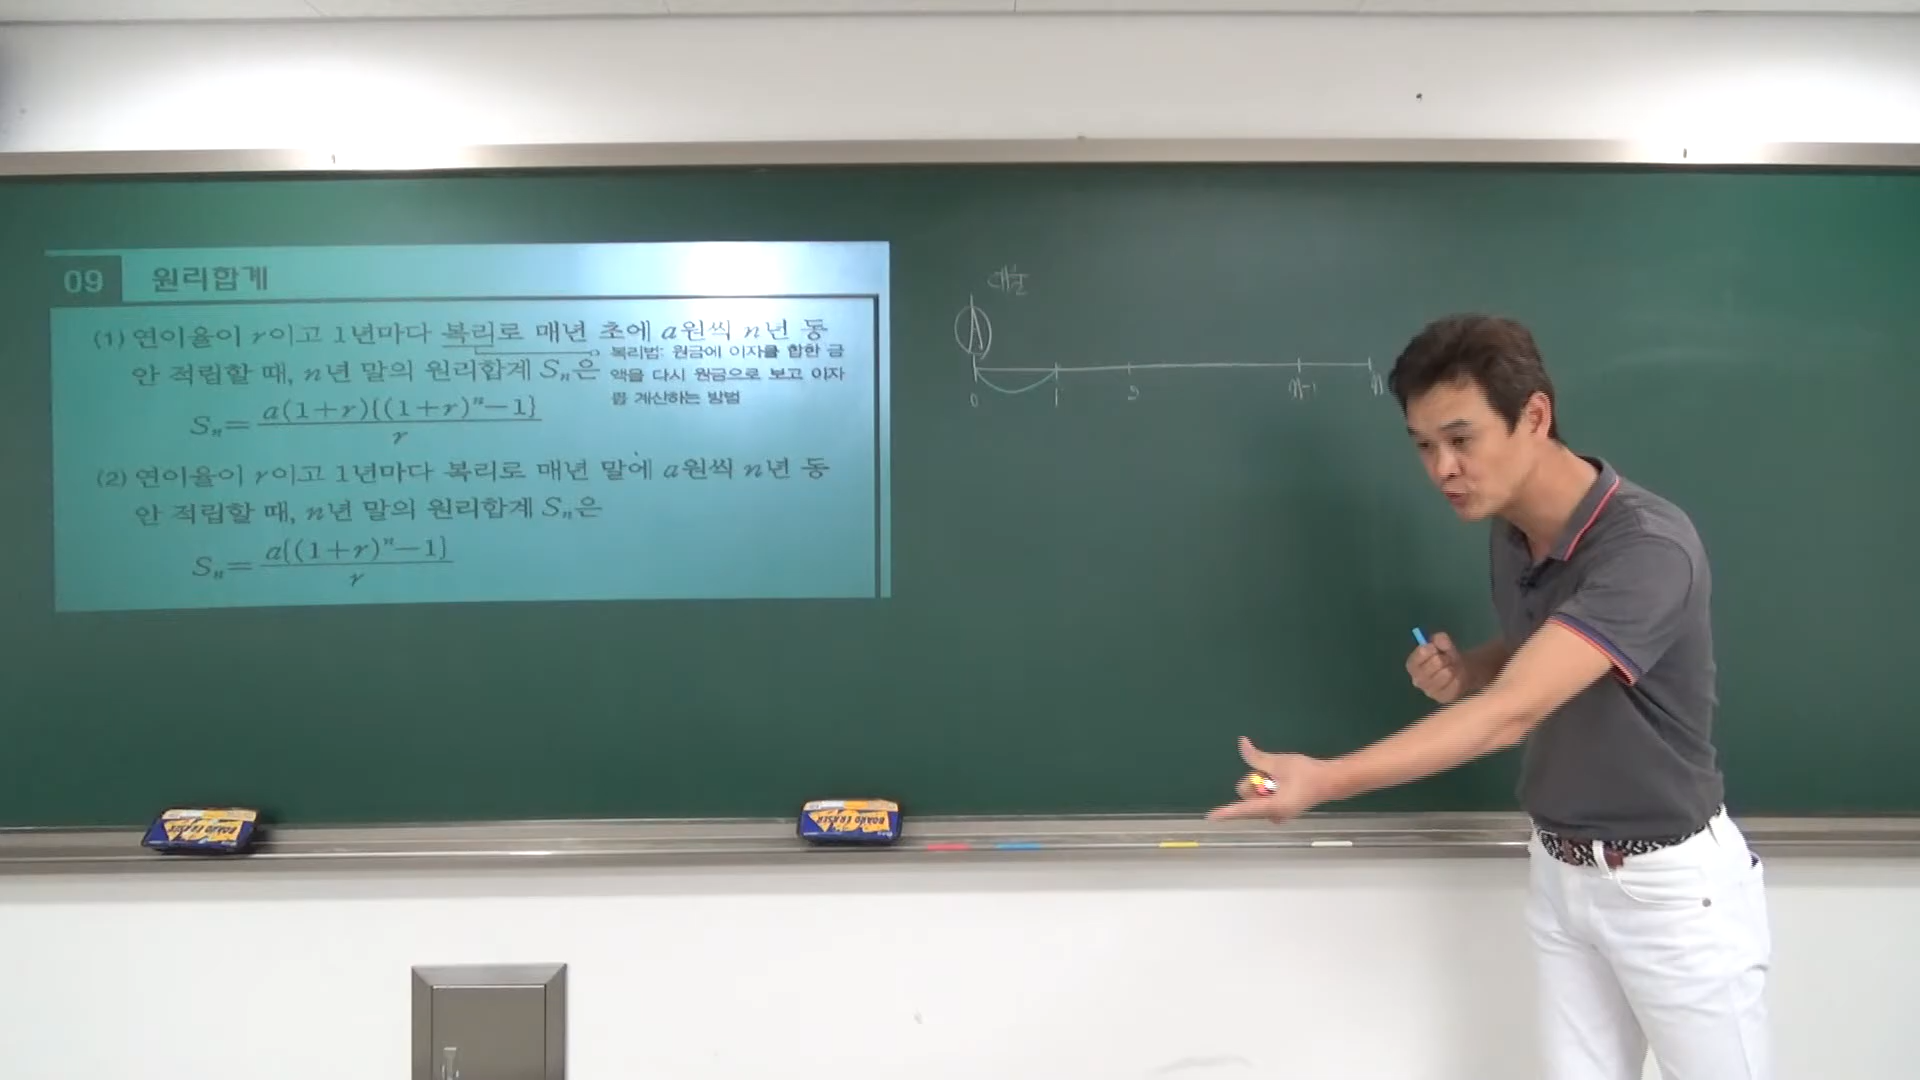 09 원리합계
(1) 연이율이 r이고 1년마다 복리로 매년 초에 a원씩 n년 동
안 적립할 때, n년 말의 원리합계 Sₙ은
복리법: 원금에 이자를 합한 금
액을 다시 원금으로 보고 이자
를 계산하는 방법
Sₙ= a(1+r){(1+r)ⁿ−1} / r
(2) 연이율이 r이고 1년마다 복리로 매년 말에 a원씩 n년 동
안 적립할 때, n년 말의 원리합계 Sₙ은
Sₙ= a{(1+r)ⁿ−1} / r
대출
A
0 1 2 n-1 n
BOARD ERASER
BOARD ERASER